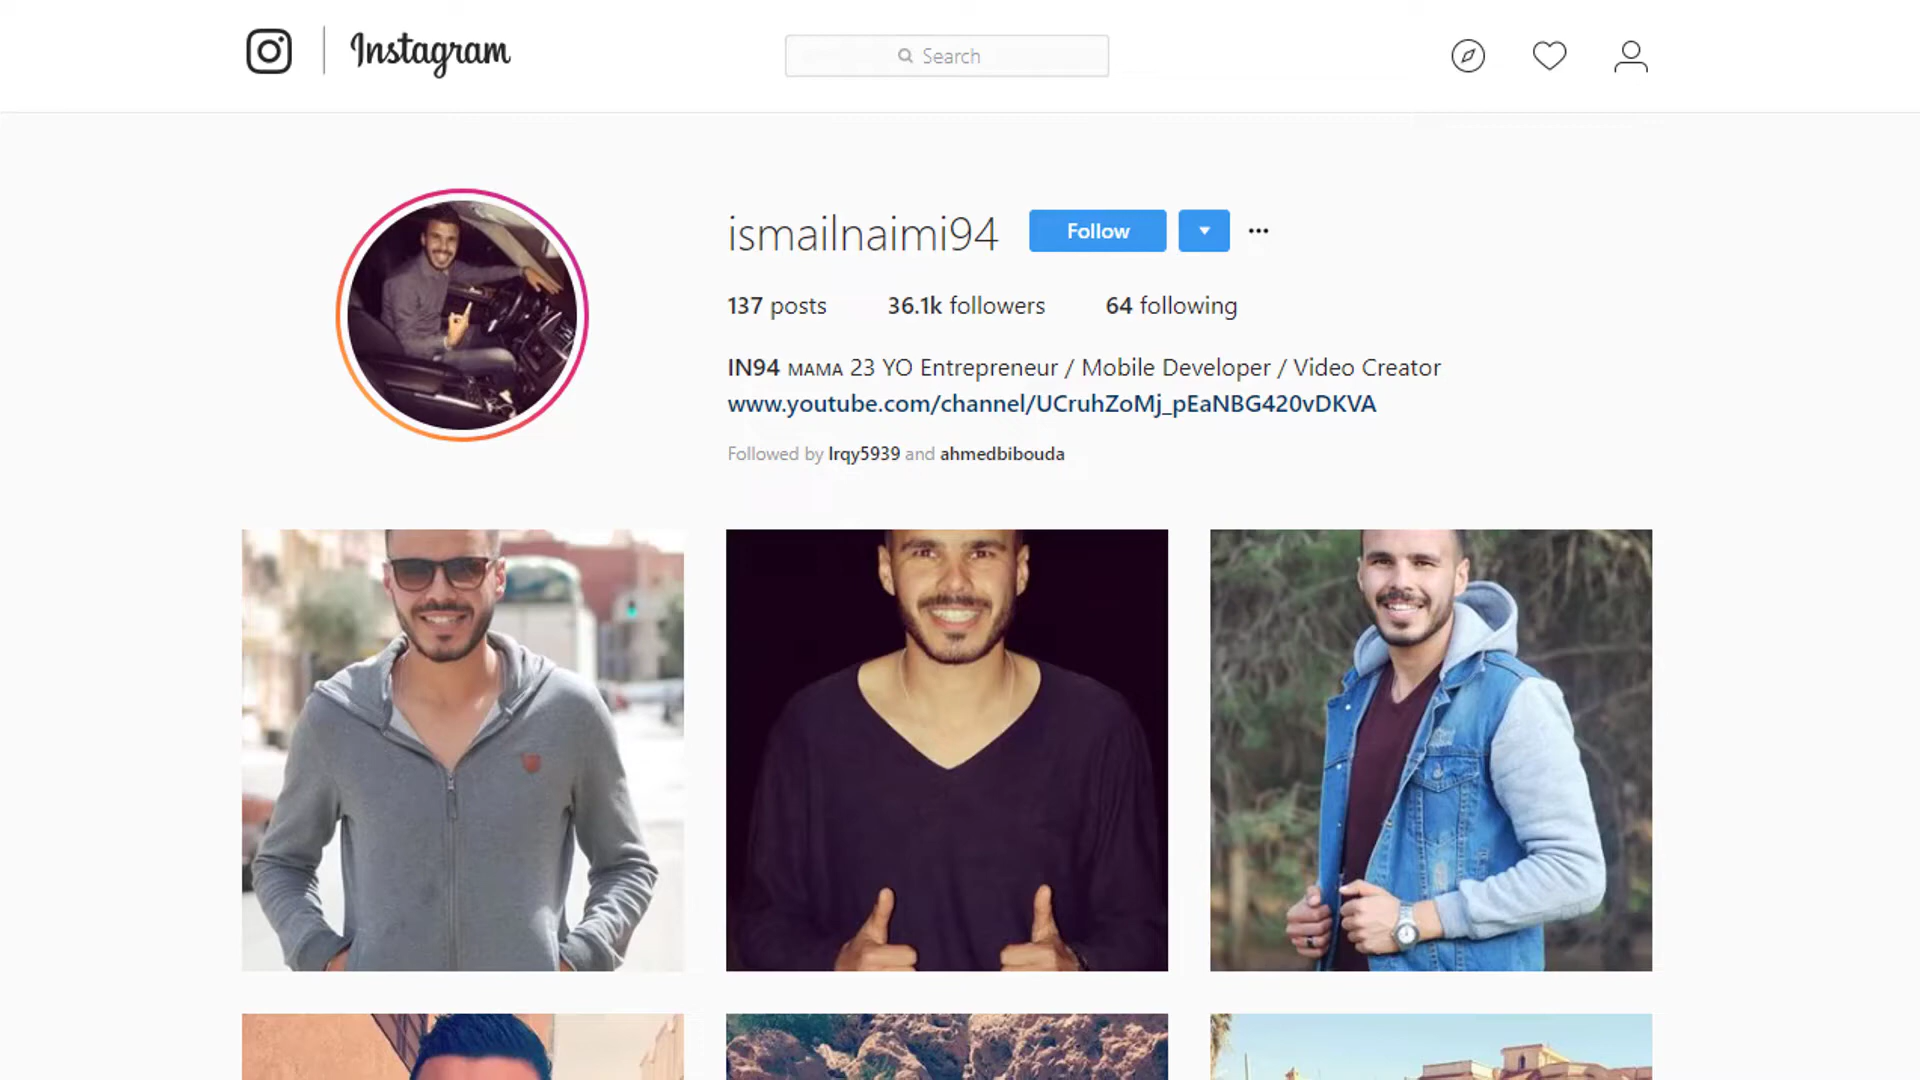 Instagram
Search
ismailnaimi94 Follow
137 posts 36.1k followers 64 following
IN94 ᴍᴀᴍᴀ 23 YO Entrepreneur / Mobile Developer / Video Creator
www.youtube.com/channel/UCruhZoMj_pEaNBG420vDKVA
Followed by lrqy5939 and ahmedbibouda